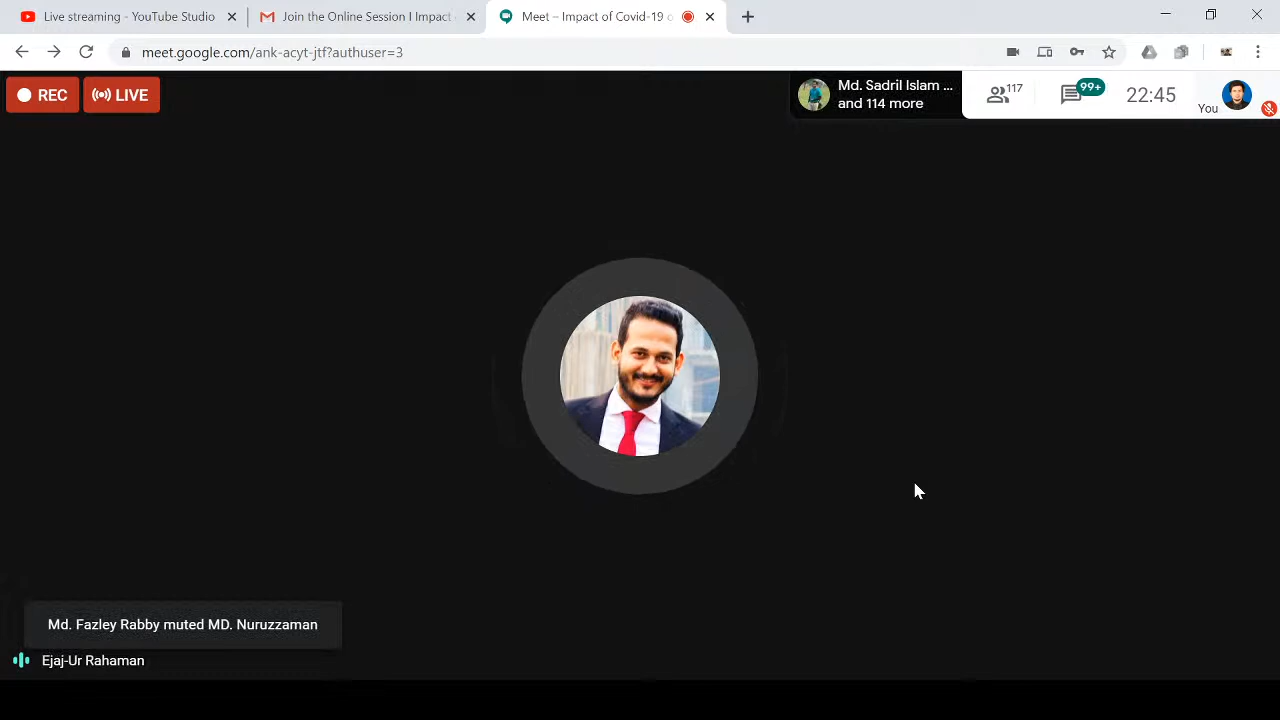 Live streaming - YouTube Studio
Join the Online Session I Impact
Meet – Impact of Covid-19 o
meet.google.com/ank-acyt-jtf?authuser=3
REC
LIVE
Md. Sadril Islam ...
and 114 more
117
99+
22:45
You
Md. Fazley Rabby muted MD. Nuruzzaman
Ejaj-Ur Rahaman